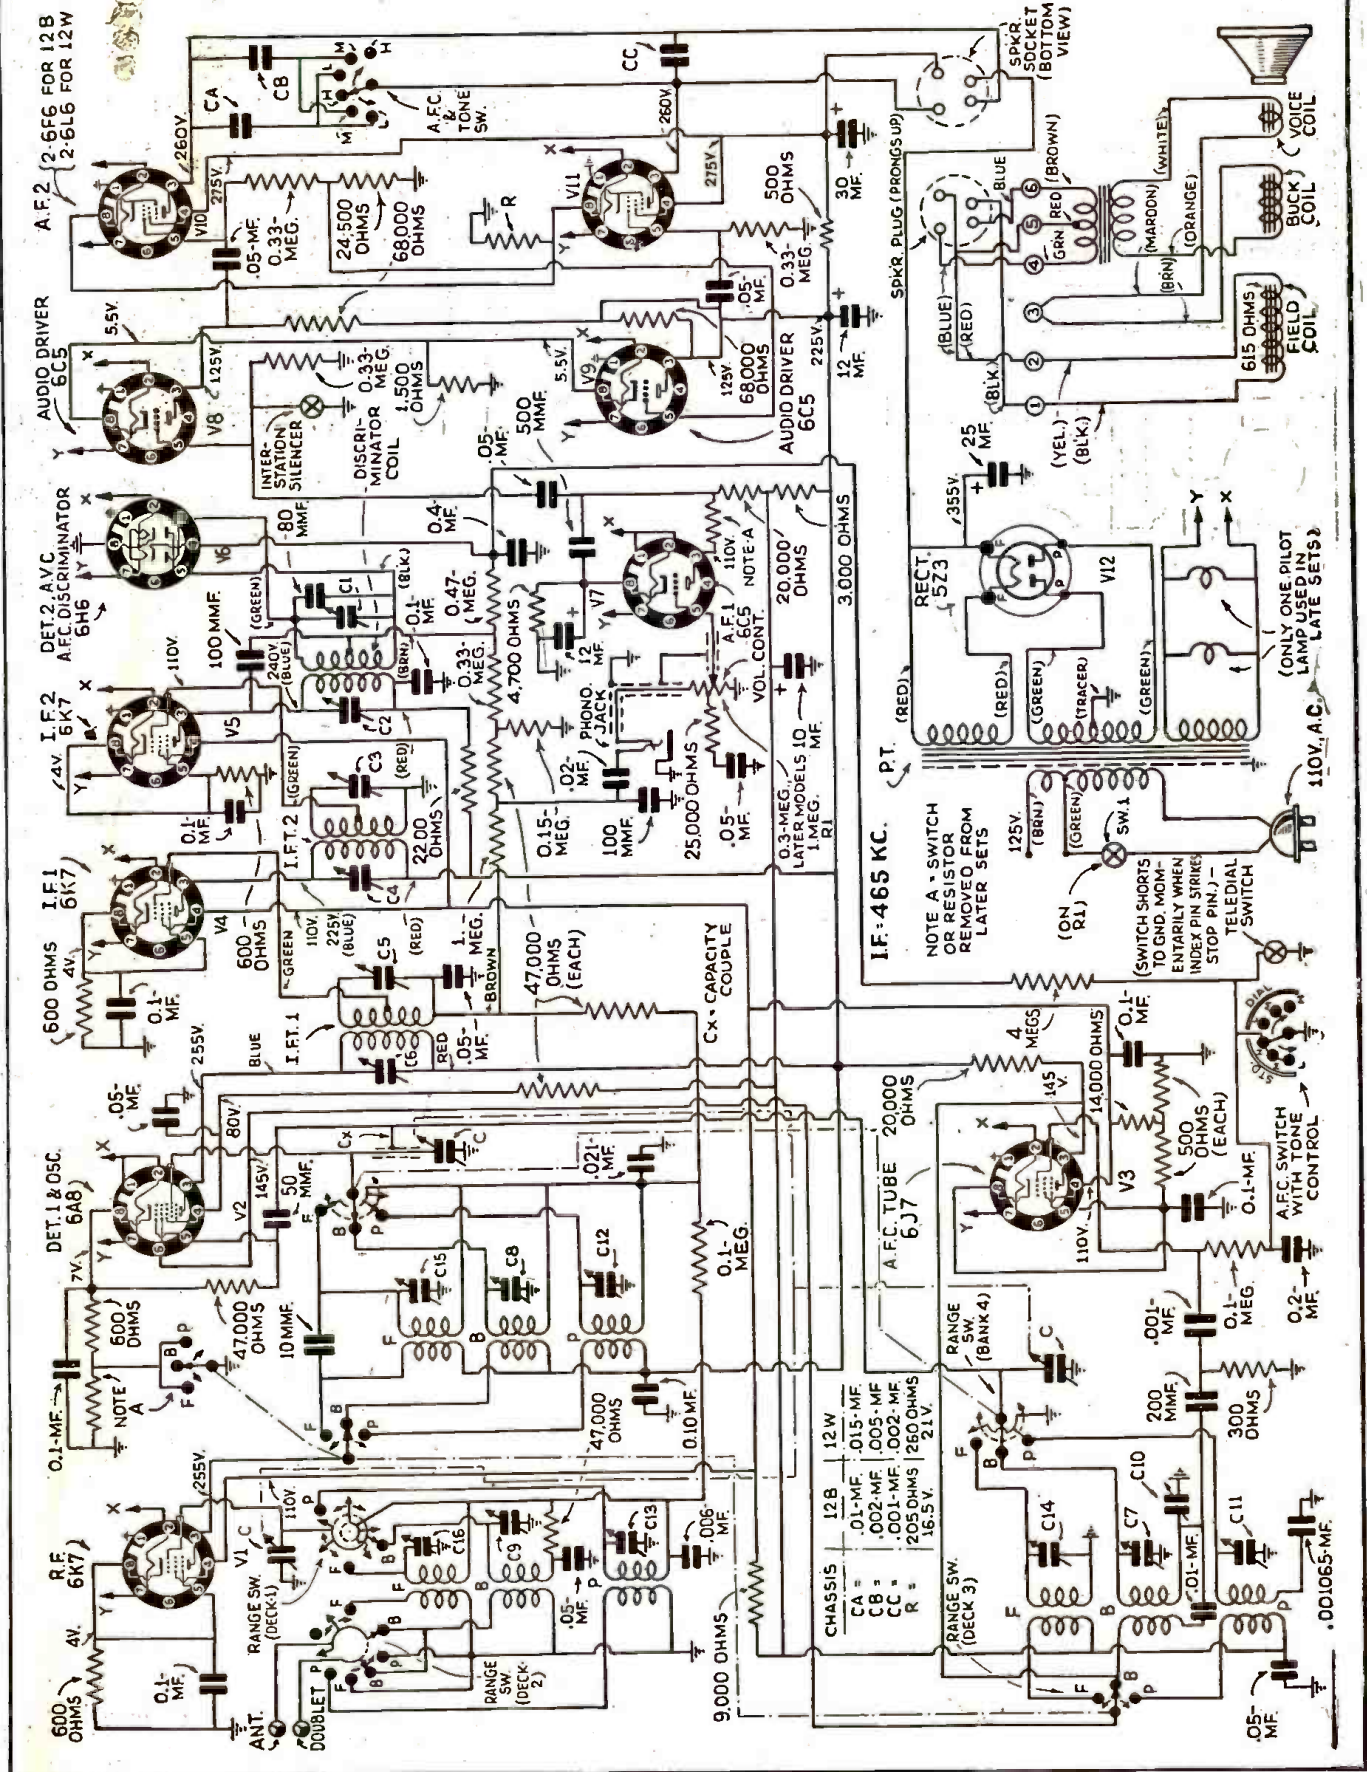 R.F.
6K7
DET.1 & OSC.
6A8
I.F.1
6K7
I.F.2
6K7
DET.2, A.V.C.
A.F.C. DISCRIMINATOR
6H6
AUDIO DRIVER
6C5
A.F.2 { 2-6F6 FOR 12B
2-6L6 FOR 12W
600
OHMS
4V.
0.1-
MF.
Y
X
255V.
110V.
V1
C
RANGE SW.
(DECK-1)
ANT.
DOUBLET
P
F
B
RANGE
SW.
(DECK-
2)
C16
C9
.05-
MF.
C13
.006
MF.
0.1-MF.
NOTE
A
600
OHMS
7V.
47,000
OHMS
10 MMF.
V2
145V.
50
MMF.
80V.
.05-
MF.
255V.
Cx
C
.021-
MF.
C15
C8
C12
47,000
OHMS
0.10 MF.
0.1-
MEG.
BLUE
I.F.T.1
C6
C5
RED
.05-
MF.
BROWN
.1-
MEG.
47,000
OHMS
(EACH)
Cx = CAPACITY
COUPLE
600 OHMS
4V.
0.1-
MF.
V4
600-
OHMS
GREEN
110V.
225V.
(BLUE)
(RED)
I.F.T.2
C4
C3
(GREEN)
(RED)
2200
OHMS
4V.
0.1-
MF.
V5
110V.
100 MMF.
240V.
(BLUE)
(GREEN)
C2
C1
(BRN)
(BLK.)
0.1-
MF.
80
MMF.
V6
DISCRI-
MINATOR
COIL
INTER-
STATION
SILENCER
0.33-
MEG.
1,500
OHMS
0.47-
MEG.
0.33-
MEG.
0.4-
MF.
.05-
MF.
500
MMF.
4,700 OHMS
12
MF.
V7
110V.
NOTE-A
A.F.1
6C5
VOL. CONT.
PHONO
JACK
.02-
MF.
0.15-
MEG.
100
MMF.
25,000 OHMS
.05-
MF.
0.3-MEG.,
LATER MODELS
1.MEG.
R1
10
MF.
20,000
OHMS
3,000 OHMS
5.5V.
125V.
V8
V9
5.5V.
125V.
68,000
OHMS
AUDIO DRIVER
6C5
.05-MF.
0.33-
MEG.
24,500
OHMS
68,000
OHMS
V10
260V.
275V.
CA
CB
M
L
H
A.F.C.
&
TONE
SW.
CC
R
V11
260V.
275V.
.05-
MF.
0.33-
MEG.
500
OHMS
225V.
12
MF.
30
MF.
SPKR.
SOCKET
(BOTTOM
VIEW)
SPKR. PLUG (PRONGS UP)
(BLUE)
(RED)
(BLK.)
BLUE
(BROWN)
RED
GRN
1 2 3 4 5 6
(WHITE)
(MAROON)
(ORANGE)
(BRN)
(YEL.)
(BLK.)
615 OHMS
FIELD
COIL
BUCK
COIL
VOICE
COIL
I.F.=465 KC.
NOTE A = SWITCH
OR RESISTOR
REMOVED FROM
LATER SETS
P.T.
(RED)
(RED)
(GREEN)
(TRACER)
(GREEN)
RECT.
5Z3
F
P
V12
355V.
25
MF.
Y
X
(ONLY ONE PILOT
LAMP USED IN
LATE SETS)
125V.
(BRN)
(GREEN)
(ON
R1)
SW.1
110V., A.C.
(SWITCH SHORTS
TO GND. MOM-
ENTARILY WHEN
INDEX PIN STRIKES
STOP PIN.)-
TELEDIAL
SWITCH
CHASSIS 12B 12W
CA = .01-MF. .015-MF.
CB = .002-MF. .005-MF
CC = .001-MF. .002-MF.
R = 205 OHMS 260 OHMS
16.5V. 21V.
9,000 OHMS
RANGE SW.
(DECK 3)
F
B
P
.05-
MF.
C14
C7
C10
.01-MF.
C11
.001065-MF.
RANGE
SW.
(BANK 4)
C
200
MMF.
300
OHMS
.001-
MF.
0.1-
MEG
0.2-
MF.
A.F.C. TUBE
6J7
V3
110V.
145
V.
20,000
OHMS
4
MEGS
14,000 OHMS
0.1-
MF.
500
OHMS
(EACH)
0.1-MF.
A.F.C. SWITCH
WITH TONE
CONTROL
STD.
DIAL